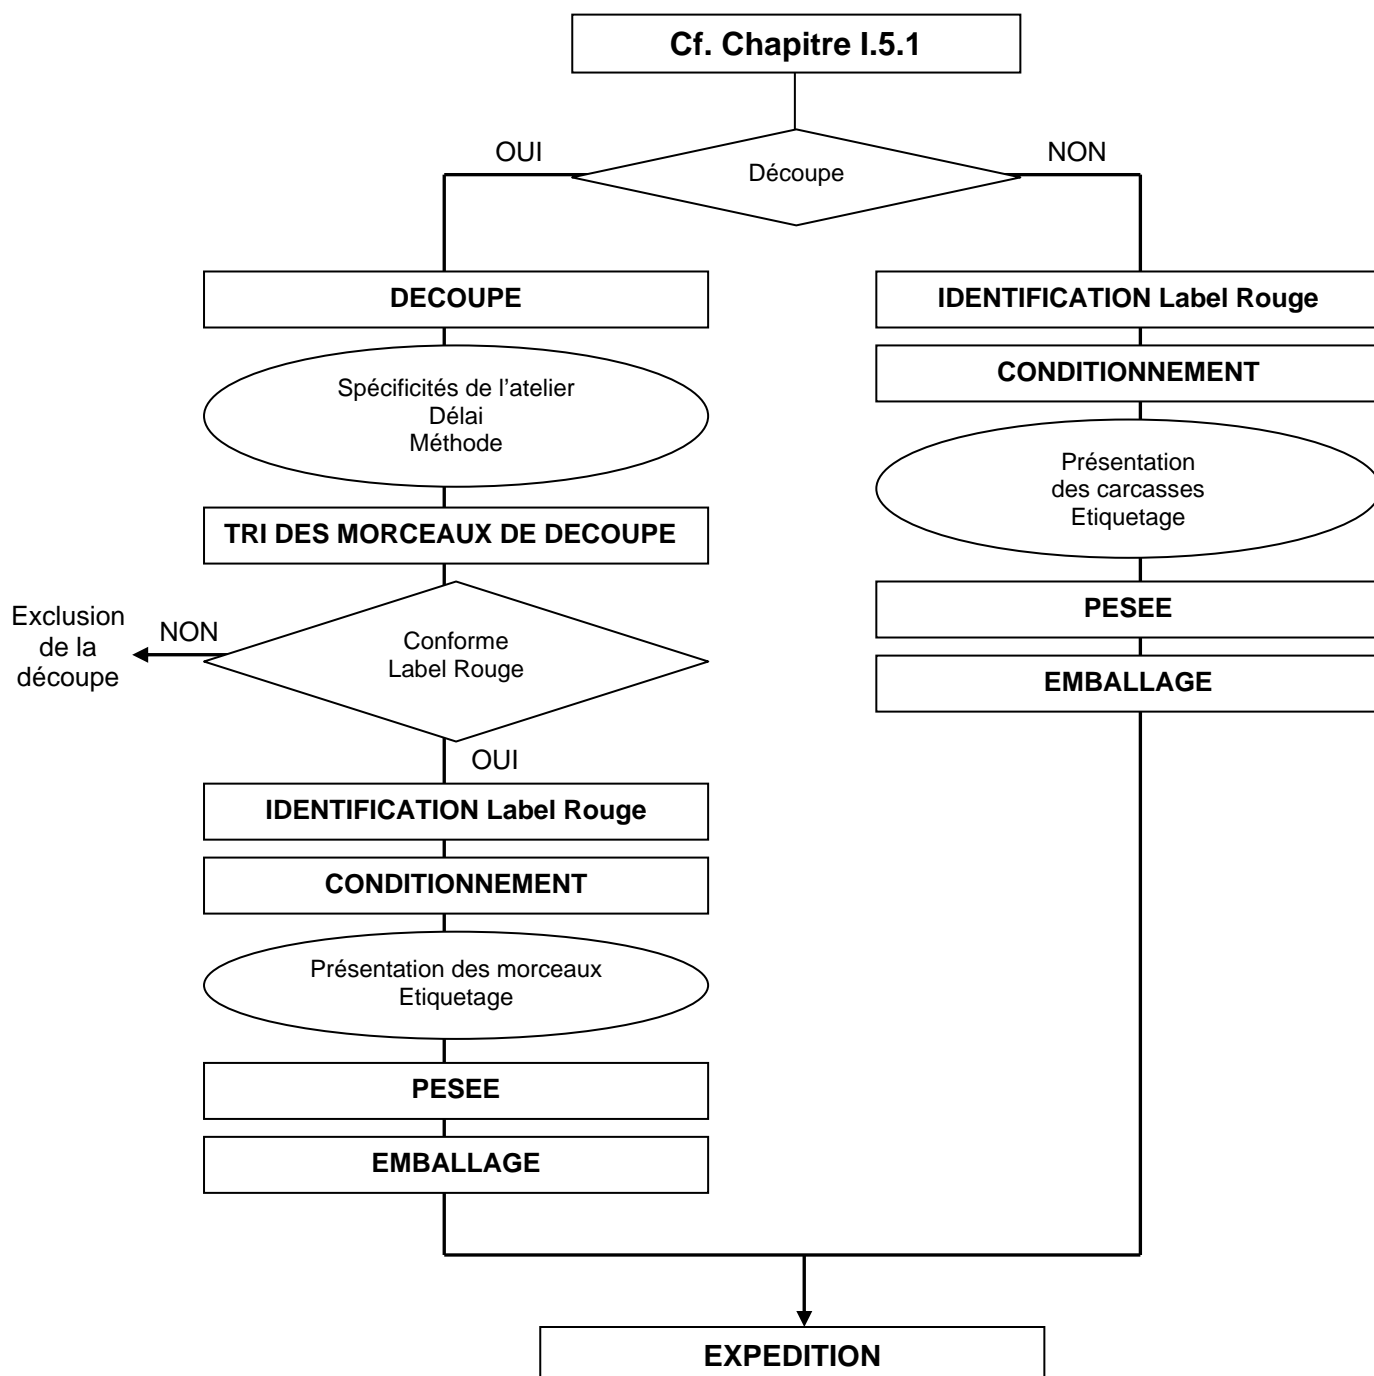 Cf. Chapitre I.5.1
OUI
NON
Découpe
DECOUPE
Spécificités de l'atelier
Délai
Méthode
TRI DES MORCEAUX DE DECOUPE
Exclusion
de la
découpe
NON
Conforme
Label Rouge
OUI
IDENTIFICATION Label Rouge
CONDITIONNEMENT
Présentation des morceaux
Etiquetage
PESEE
EMBALLAGE
IDENTIFICATION Label Rouge
CONDITIONNEMENT
Présentation
des carcasses
Etiquetage
PESEE
EMBALLAGE
EXPEDITION